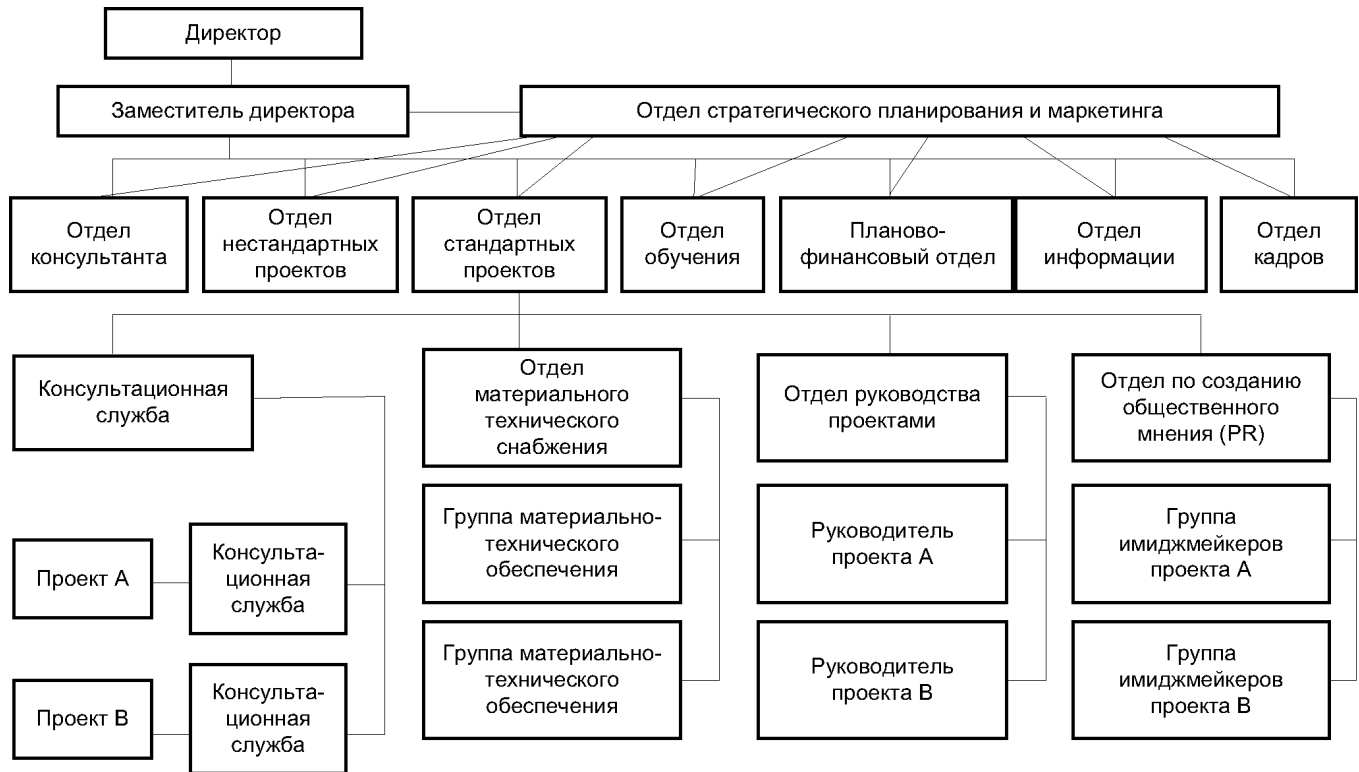 Директор
Заместитель директора
Отдел стратегического планирования и маркетинга
Отдел
консультанта
Отдел
нестандартных
проектов
Отдел
стандартных
проектов
Отдел
обучения
Планово-
финансовый отдел
Отдел
информации
Отдел
кадров
Консультационная
служба
Отдел
материального
технического
снабжения
Отдел руководства
проектами
Отдел по созданию
общественного
мнения (PR)
Проект А
Консульта-
ционная
служба
Группа материально-
технического
обеспечения
Руководитель
проекта А
Группа
имиджмейкеров
проекта А
Проект В
Консульта-
ционная
служба
Группа материально-
технического
обеспечения
Руководитель
проекта В
Группа
имиджмейкеров
проекта В